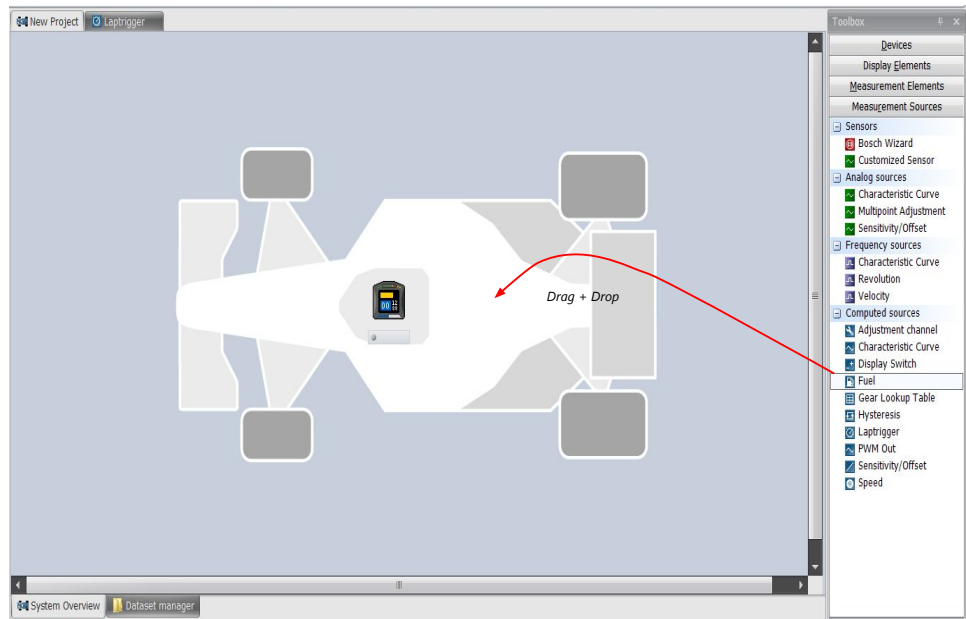 New Project
Laptrigger
Toolbox
Devices
Display Elements
Measurement Elements
Measurement Sources
Sensors
Bosch Wizard
Customized Sensor
Analog sources
Characteristic Curve
Multipoint Adjustment
Sensitivity/Offset
Frequency sources
Characteristic Curve
Revolution
Velocity
Computed sources
Adjustment channel
Characteristic Curve
Display Switch
Fuel
Gear Lookup Table
Hysteresis
Laptrigger
PWM Out
Sensitivity/Offset
Speed
Drag + Drop
System Overview
Dataset manager